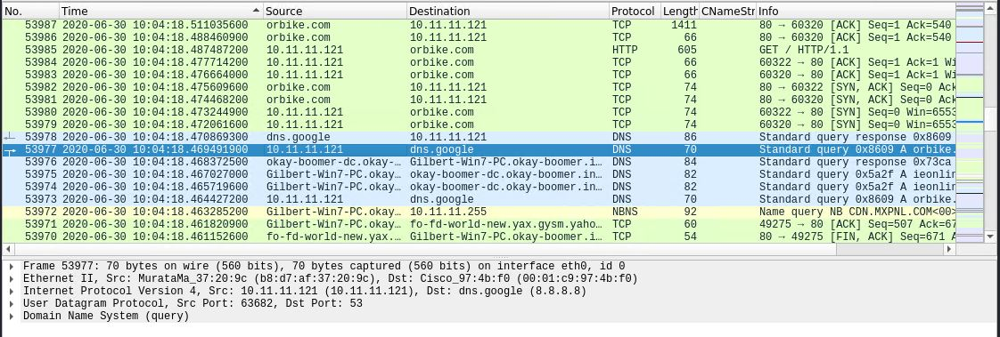 No. Time Source Destination Protocol Length CNameStr Info
53987 2020-06-30 10:04:18.511035600 orbike.com 10.11.11.121 TCP 1411 80 → 60320 [ACK] Seq=1 Ack=540
53986 2020-06-30 10:04:18.488460900 orbike.com 10.11.11.121 TCP 66 80 → 60320 [ACK] Seq=1 Ack=540
53985 2020-06-30 10:04:18.487487200 10.11.11.121 orbike.com HTTP 605 GET / HTTP/1.1
53984 2020-06-30 10:04:18.477714200 10.11.11.121 orbike.com TCP 66 60322 → 80 [ACK] Seq=1 Ack=1 Wi
53983 2020-06-30 10:04:18.476664000 10.11.11.121 orbike.com TCP 66 60320 → 80 [ACK] Seq=1 Ack=1 Wi
53982 2020-06-30 10:04:18.475609600 orbike.com 10.11.11.121 TCP 74 80 → 60322 [SYN, ACK] Seq=0 Ack
53981 2020-06-30 10:04:18.474468200 orbike.com 10.11.11.121 TCP 74 80 → 60320 [SYN, ACK] Seq=0 Ack
53980 2020-06-30 10:04:18.473244900 10.11.11.121 orbike.com TCP 74 60322 → 80 [SYN] Seq=0 Win=6553
53979 2020-06-30 10:04:18.472061600 10.11.11.121 orbike.com TCP 74 60320 → 80 [SYN] Seq=0 Win=6553
53978 2020-06-30 10:04:18.470869300 dns.google 10.11.11.121 DNS 86 Standard query response 0x8609
53977 2020-06-30 10:04:18.469491900 10.11.11.121 dns.google DNS 70 Standard query 0x8609 A orbike.
53976 2020-06-30 10:04:18.468372500 okay-boomer-dc.okay-… Gilbert-Win7-PC.okay-boomer.i… DNS 84 Standard query response 0x73ca
53975 2020-06-30 10:04:18.467027000 Gilbert-Win7-PC.okay… okay-boomer-dc.okay-boomer.in… DNS 82 Standard query 0x5a2f A ieonlin
53974 2020-06-30 10:04:18.465719600 Gilbert-Win7-PC.okay… okay-boomer-dc.okay-boomer.in… DNS 82 Standard query 0x5a2f A ieonlin
53973 2020-06-30 10:04:18.464427200 10.11.11.121 dns.google DNS 70 Standard query 0x8609 A orbike.
53972 2020-06-30 10:04:18.463285200 Gilbert-Win7-PC.okay… 10.11.11.255 NBNS 92 Name query NB CDN.MXPNL.COM<00>
53971 2020-06-30 10:04:18.461820900 Gilbert-Win7-PC.okay… fo-fd-world-new.yax.gysm.yaho… TCP 60 49275 → 80 [ACK] Seq=507 Ack=67
53970 2020-06-30 10:04:18.461152600 fo-fd-world-new.yax.… Gilbert-Win7-PC.okay-boomer.i… TCP 54 80 → 49275 [FIN, ACK] Seq=671 A
Frame 53977: 70 bytes on wire (560 bits), 70 bytes captured (560 bits) on interface eth0, id 0
Ethernet II, Src: MurataMa_37:20:9c (b8:d7:af:37:20:9c), Dst: Cisco_97:4b:f0 (00:01:c9:97:4b:f0)
Internet Protocol Version 4, Src: 10.11.11.121 (10.11.11.121), Dst: dns.google (8.8.8.8)
User Datagram Protocol, Src Port: 63682, Dst Port: 53
Domain Name System (query)